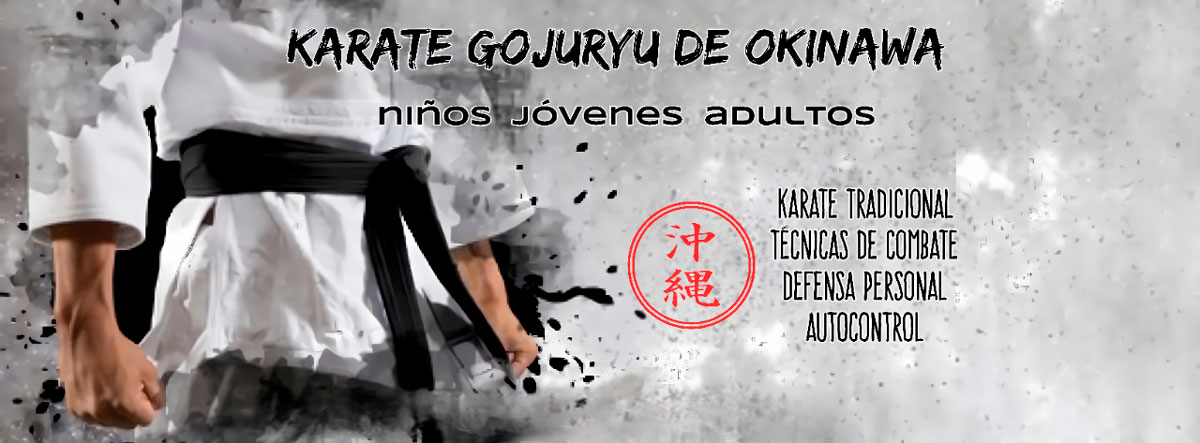 KARATE GOJURYU DE OKINAWA
NIÑOS JÓVENES ADULTOS
沖
縄
KARATE TRADICIONAL
TÉCNICAS DE COMBATE
DEFENSA PERSONAL
AUTOCONTROL